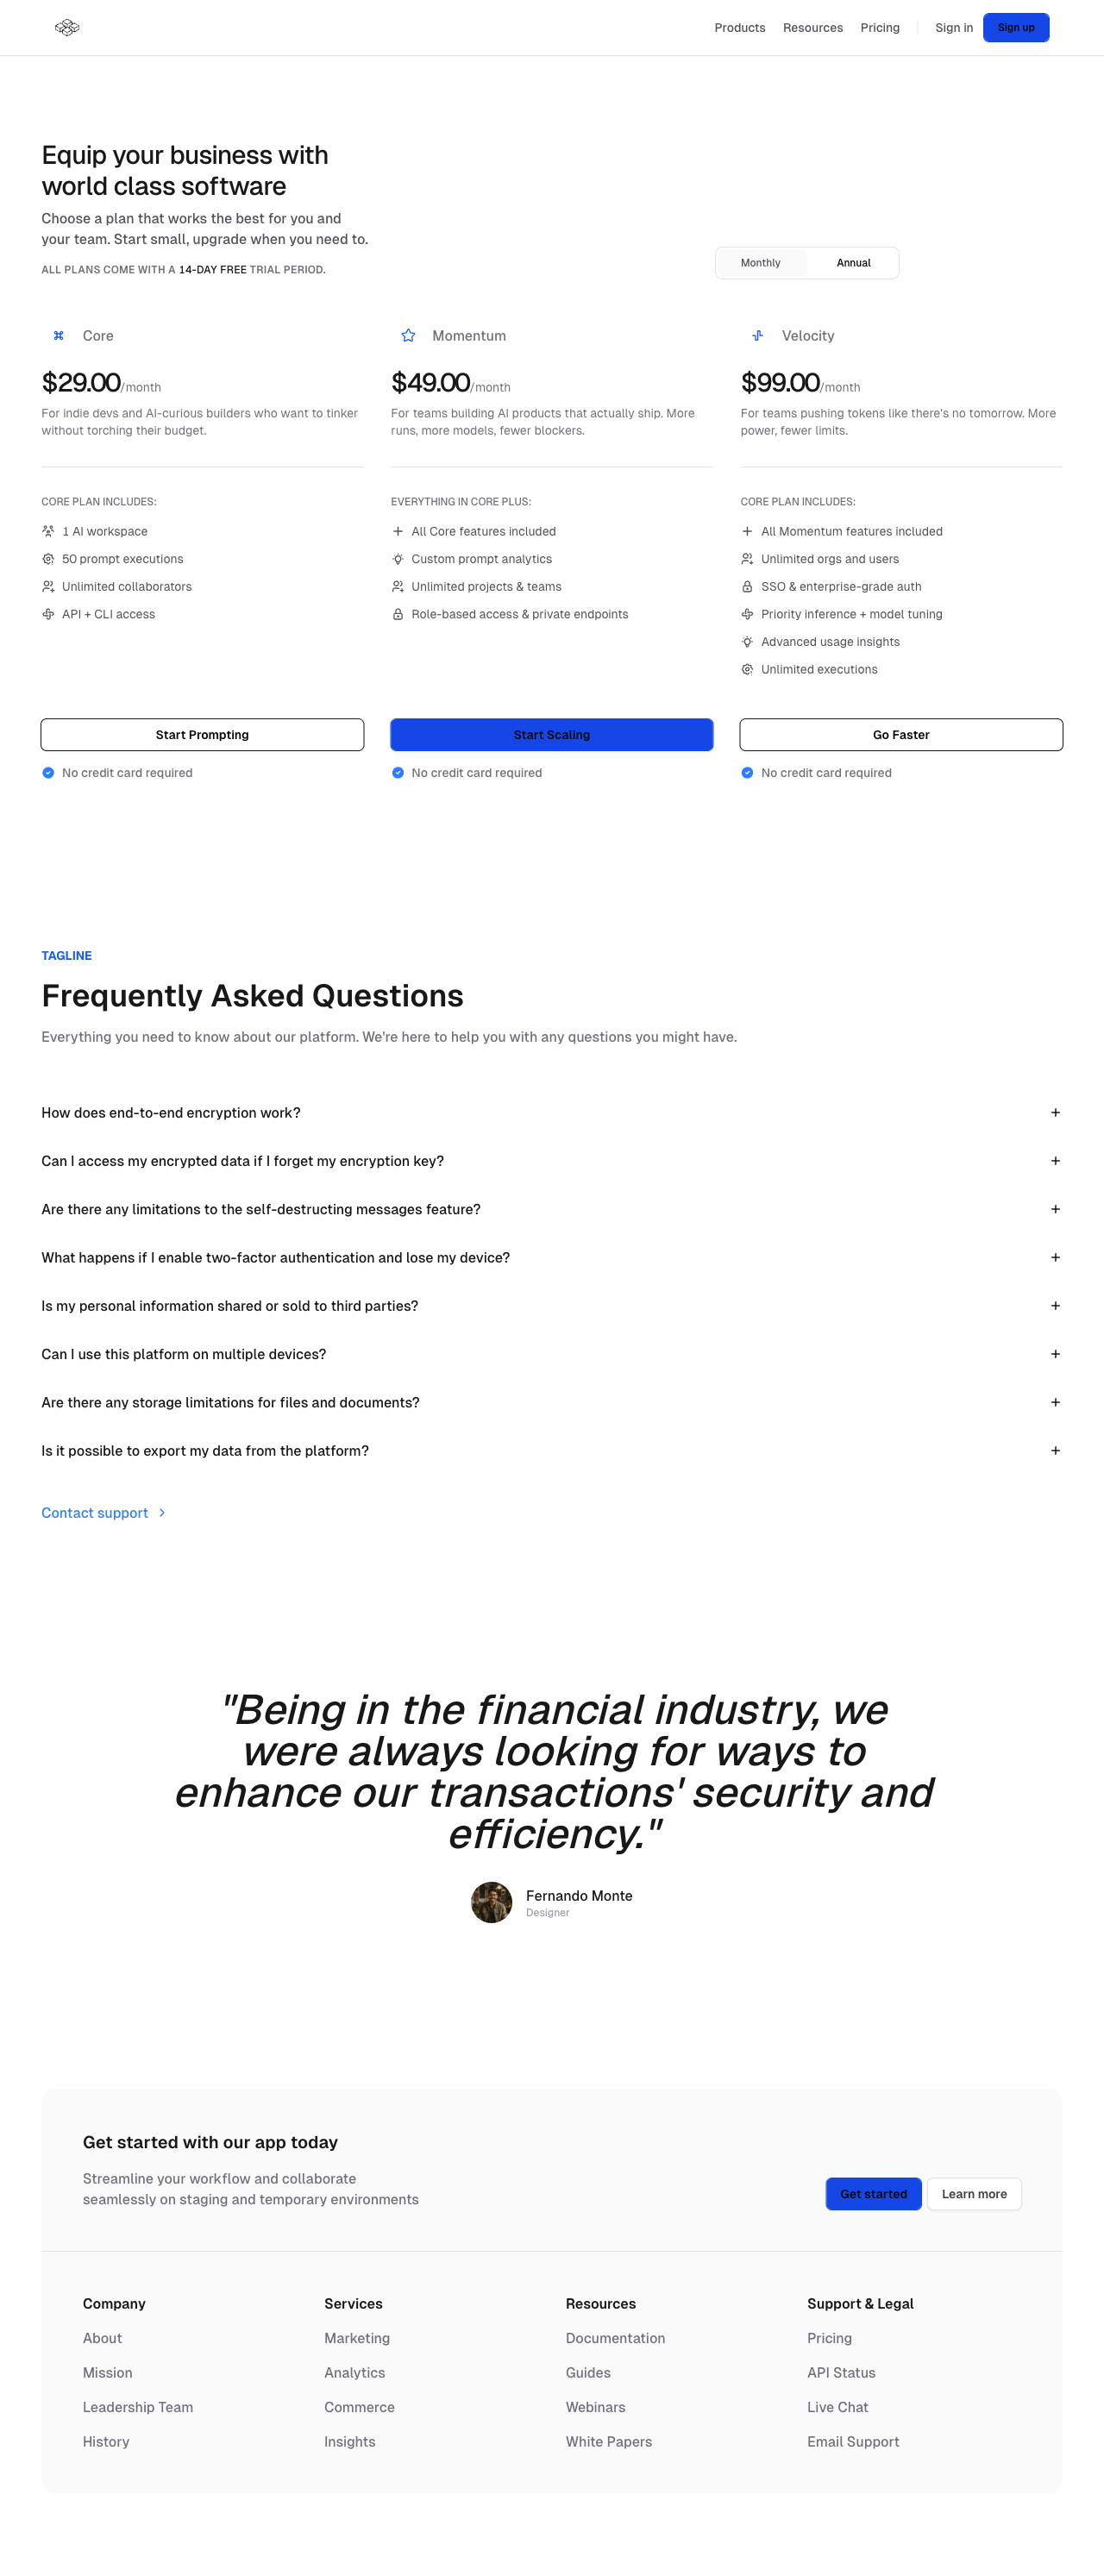 Products
Resources
Pricing
Sign in
Sign up
Equip your business with
world class software
Choose a plan that works the best for you and
your team. Start small, upgrade when you need to.
ALL PLANS COME WITH A 14-DAY FREE TRIAL PERIOD.
Monthly
Annual
Core
$29.00/month
For indie devs and AI-curious builders who want to tinker
without torching their budget.
CORE PLAN INCLUDES:
1 AI workspace
50 prompt executions
Unlimited collaborators
API + CLI access
Start Prompting
No credit card required
Momentum
$49.00/month
For teams building AI products that actually ship. More
runs, more models, fewer blockers.
EVERYTHING IN CORE PLUS:
All Core features included
Custom prompt analytics
Unlimited projects & teams
Role-based access & private endpoints
Start Scaling
No credit card required
Velocity
$99.00/month
For teams pushing tokens like there's no tomorrow. More
power, fewer limits.
CORE PLAN INCLUDES:
All Momentum features included
Unlimited orgs and users
SSO & enterprise-grade auth
Priority inference + model tuning
Advanced usage insights
Unlimited executions
Go Faster
No credit card required
TAGLINE
Frequently Asked Questions
Everything you need to know about our platform. We're here to help you with any questions you might have.
How does end-to-end encryption work?
Can I access my encrypted data if I forget my encryption key?
Are there any limitations to the self-destructing messages feature?
What happens if I enable two-factor authentication and lose my device?
Is my personal information shared or sold to third parties?
Can I use this platform on multiple devices?
Are there any storage limitations for files and documents?
Is it possible to export my data from the platform?
Contact support
"Being in the financial industry, we
were always looking for ways to
enhance our transactions' security and
efficiency."
Fernando Monte
Designer
Get started with our app today
Streamline your workflow and collaborate
seamlessly on staging and temporary environments
Get started
Learn more
Company
About
Mission
Leadership Team
History
Services
Marketing
Analytics
Commerce
Insights
Resources
Documentation
Guides
Webinars
White Papers
Support & Legal
Pricing
API Status
Live Chat
Email Support